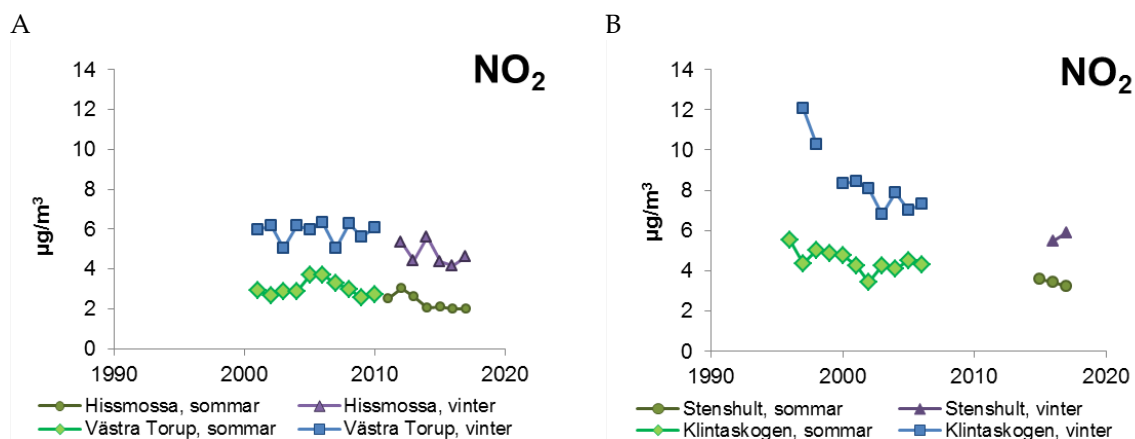 A
NO₂
14
12
10
8
6
4
2
0
µg/m³
1990 2000 2010 2020
Hissmossa, sommar Hissmossa, vinter
Västra Torup, sommar Västra Torup, vinter
B
NO₂
14
12
10
8
6
4
2
0
µg/m³
1990 2000 2010 2020
Stenshult, sommar Stenshult, vinter
Klintaskogen, sommar Klintaskogen, vinter